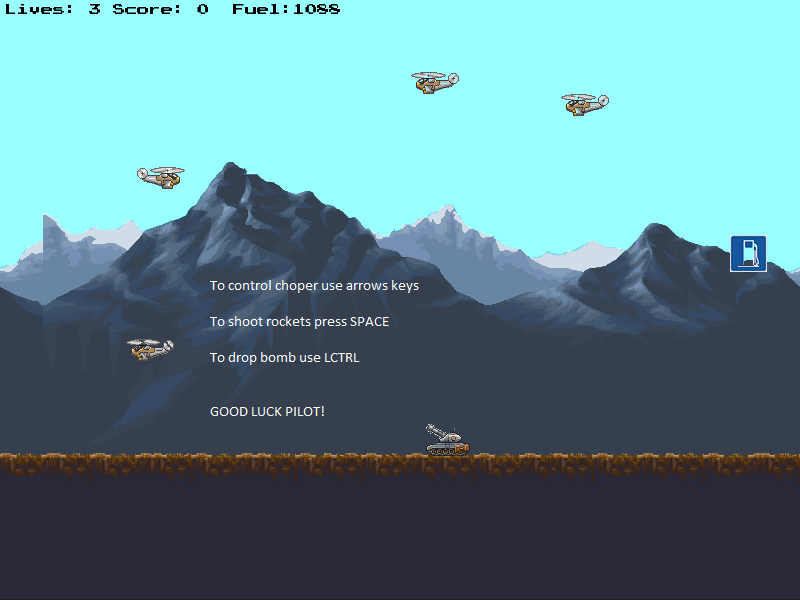 Lives: 3 Score: 0 Fuel:1088
To control choper use arrows keys
To shoot rockets press SPACE
To drop bomb use LCTRL
GOOD LUCK PILOT!